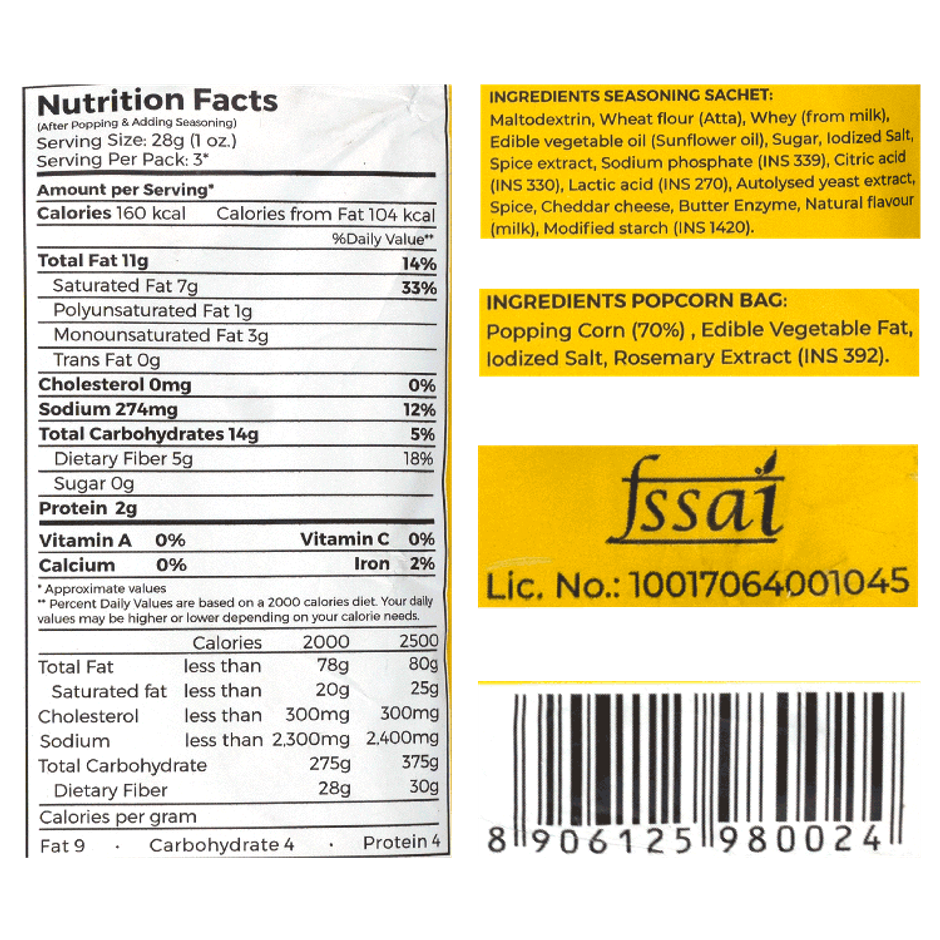 Nutrition Facts
(After Popping & Adding Seasoning)
Serving Size: 28g (1 oz.)
Serving Per Pack: 3*
Amount per Serving*
Calories 160 kcal Calories from Fat 104 kcal
%Daily Value**
Total Fat 11g 14%
Saturated Fat 7g 33%
Polyunsaturated Fat 1g
Monounsaturated Fat 3g
Trans Fat 0g
Cholesterol 0mg 0%
Sodium 274mg 12%
Total Carbohydrates 14g 5%
Dietary Fiber 5g 18%
Sugar 0g
Protein 2g
Vitamin A 0% Vitamin C 0%
Calcium 0% Iron 2%
* Approximate values
** Percent Daily Values are based on a 2000 calories diet. Your daily
values may be higher or lower depending on your calorie needs.
Calories 2000 2500
Total Fat less than 78g 80g
Saturated fat less than 20g 25g
Cholesterol less than 300mg 300mg
Sodium less than 2,300mg 2,400mg
Total Carbohydrate 275g 375g
Dietary Fiber 28g 30g
Calories per gram
Fat 9 · Carbohydrate 4 · Protein 4
INGREDIENTS SEASONING SACHET:
Maltodextrin, Wheat flour (Atta), Whey (from milk),
Edible vegetable oil (Sunflower oil), Sugar, Iodized Salt,
Spice extract, Sodium phosphate (INS 339), Citric acid
(INS 330), Lactic acid (INS 270), Autolysed yeast extract,
Spice, Cheddar cheese, Butter Enzyme, Natural flavour
(milk), Modified starch (INS 1420).
INGREDIENTS POPCORN BAG:
Popping Corn (70%) , Edible Vegetable Fat,
Iodized Salt, Rosemary Extract (INS 392).
fssai
Lic. No.: 10017064001045
8 906125 980024